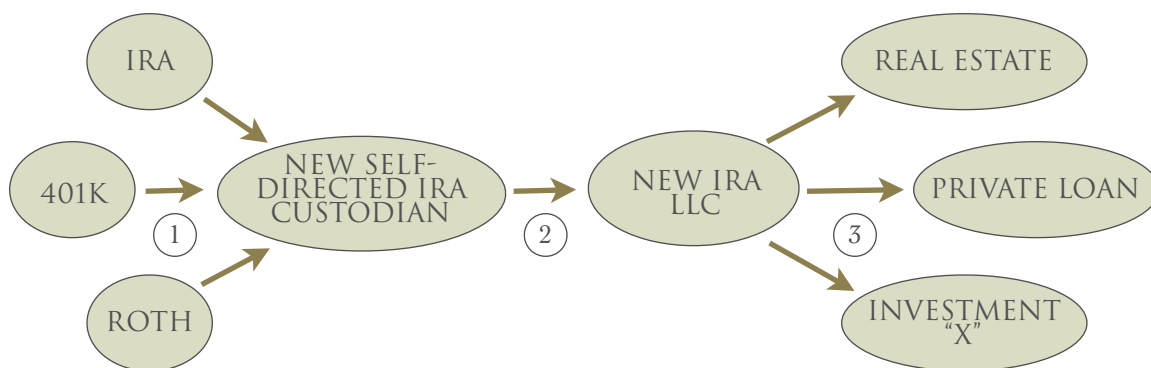 IRA
401K
ROTH
1
NEW SELF-
DIRECTED IRA
CUSTODIAN
2
NEW IRA
LLC
3
REAL ESTATE
PRIVATE LOAN
INVESTMENT
“X”